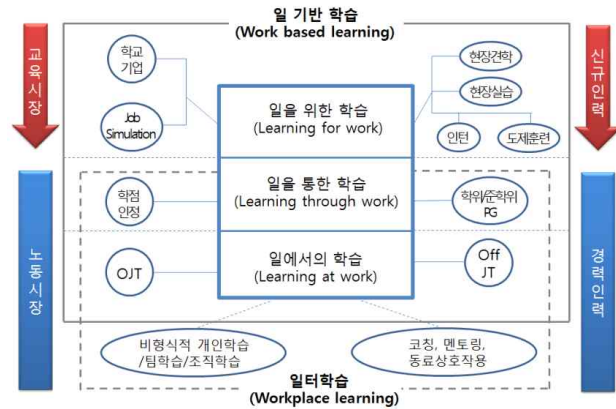 일 기반 학습
(Work based learning)
교육시장
신규인력
학교
기업
현장견학
현장실습
일을 위한 학습
(Learning for work)
Job
Simulation
인턴
도제훈련
일을 통한 학습
(Learning through work)
학점
인정
학위/준학위
PG
노동시장
경력인력
일에서의 학습
(Learning at work)
OJT
Off
JT
비형식적 개인학습
/팀학습/조직학습
코칭, 멘토링,
동료상호작용
일터학습
(Workplace learning)